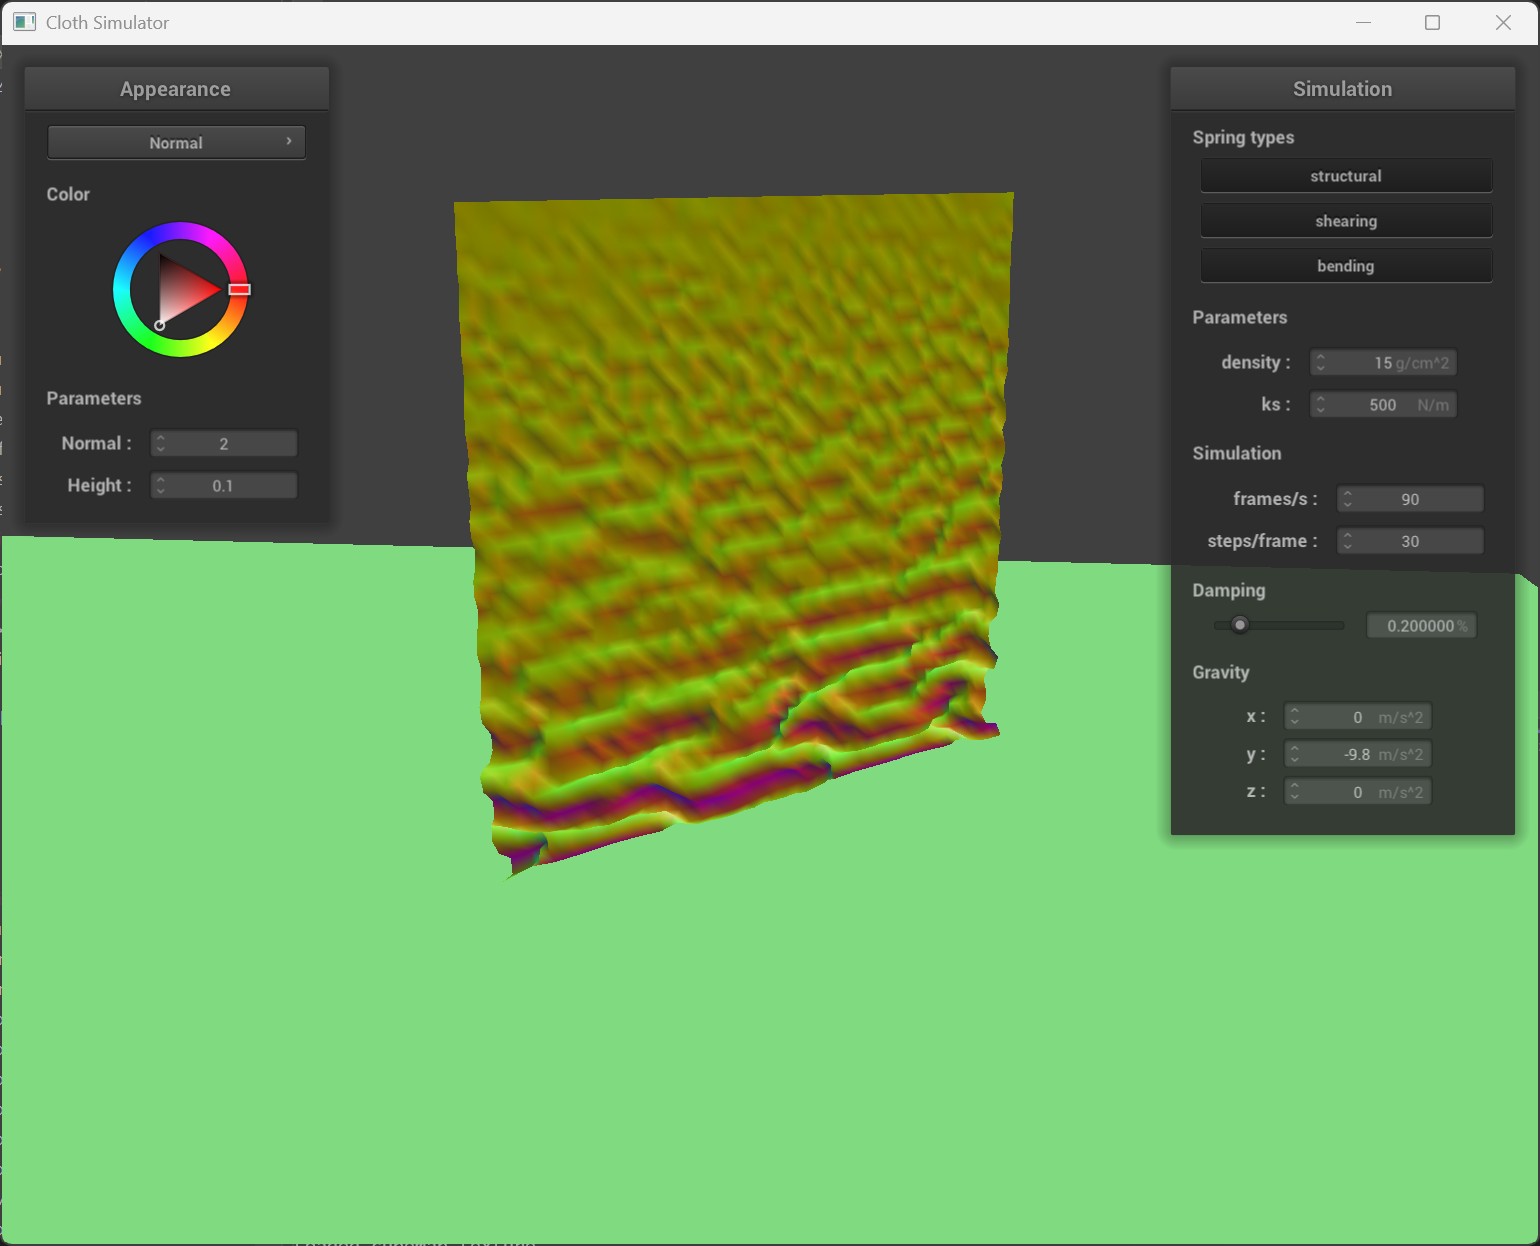 Cloth Simulator
Appearance
Normal
Color
Parameters
Normal : 2
Height : 0.1
Simulation
Spring types
structural
shearing
bending
Parameters
density : 15 g/cm^2
ks : 500 N/m
Simulation
frames/s : 90
steps/frame : 30
Damping
0.200000 %
Gravity
x : 0 m/s^2
y : -9.8 m/s^2
z : 0 m/s^2